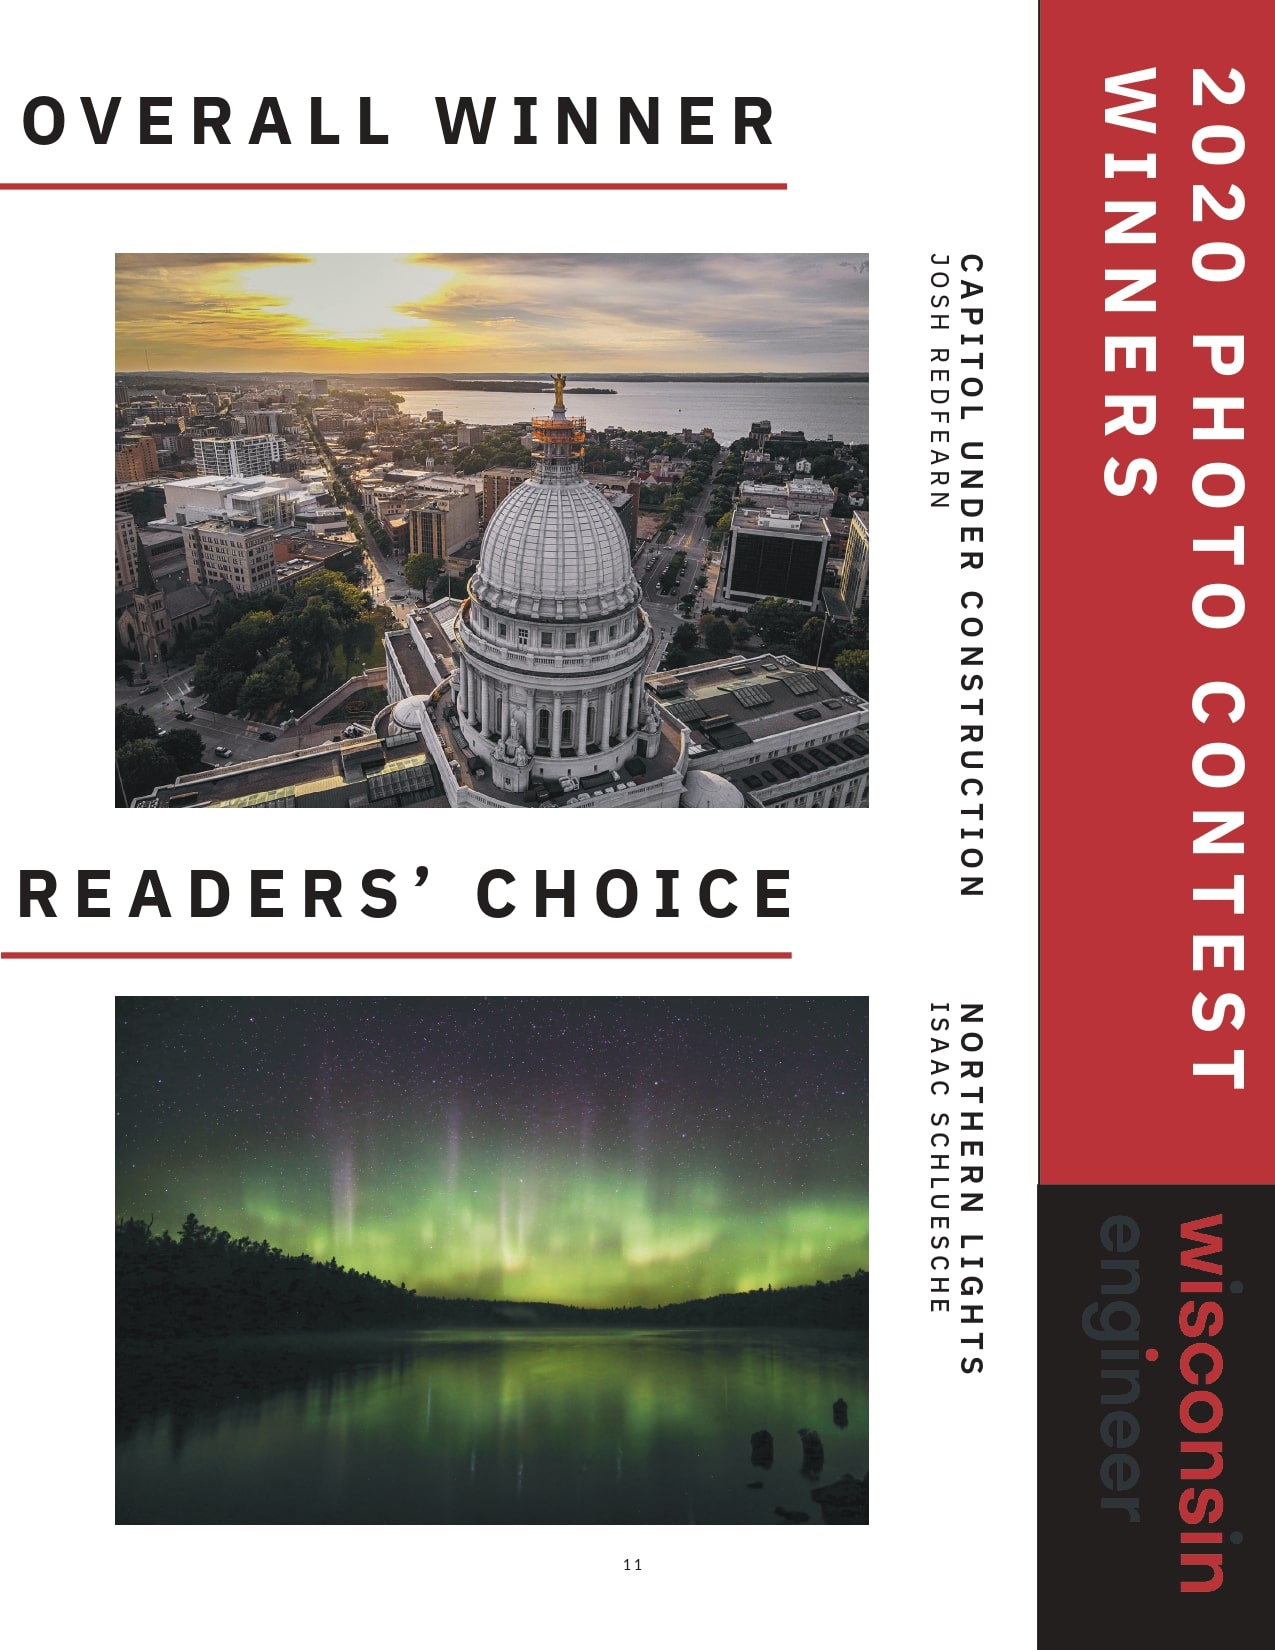 OVERALL WINNER
CAPITOL UNDER CONSTRUCTION
JOSH REDFEARN
READERS’ CHOICE
NORTHERN LIGHTS
ISAAC SCHLUESCHE
2020 PHOTO CONTEST
WINNERS
wisconsin
engineer
11